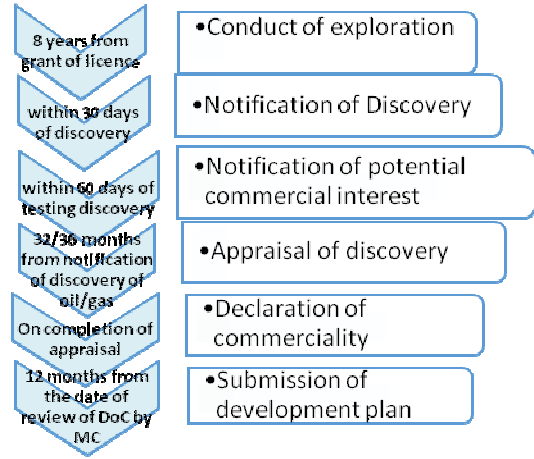 8 years from
grant of licence
•Conduct of exploration
within 30 days
of discovery
•Notification of Discovery
within 60 days of
testing discovery
•Notification of potential
commercial interest
32/36 months
from notification
of discovery of
oil/gas
•Appraisal of discovery
On completion of
appraisal
•Declaration of
commerciality
12 months from
the date of
review of DoC by
MC
•Submission of
development plan